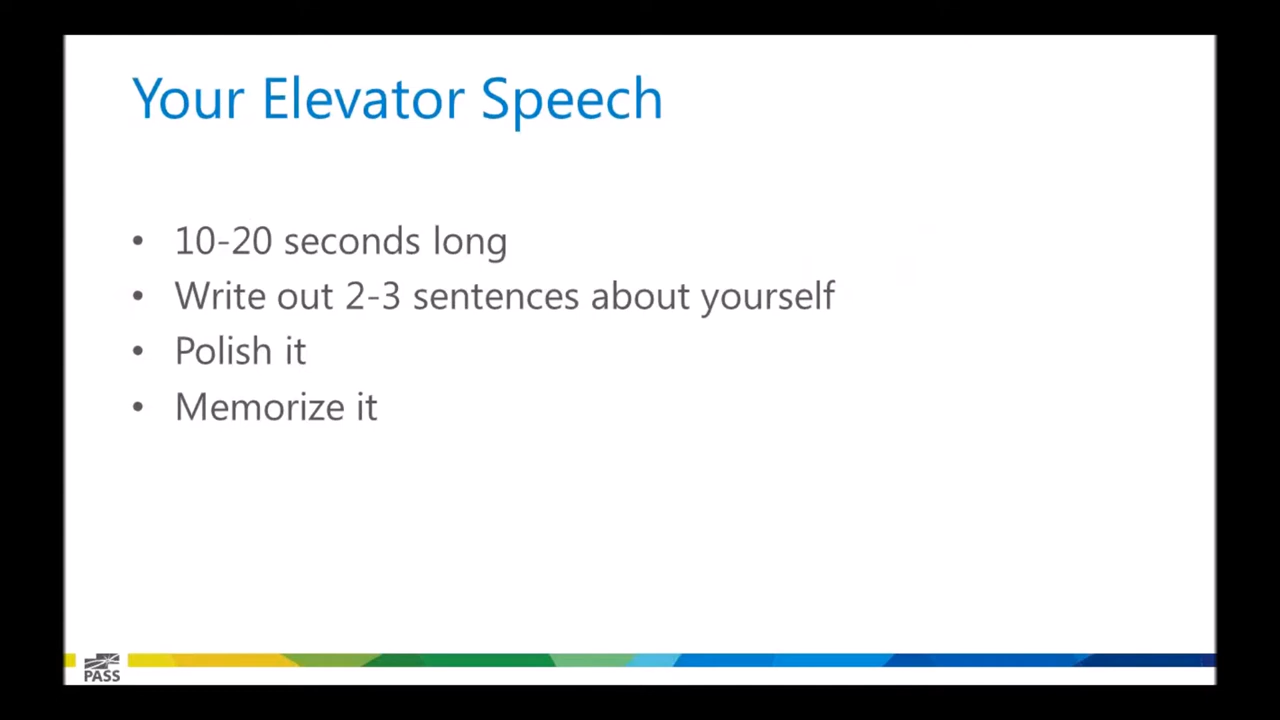 Your Elevator Speech
• 10-20 seconds long
• Write out 2-3 sentences about yourself
• Polish it
• Memorize it
PASS